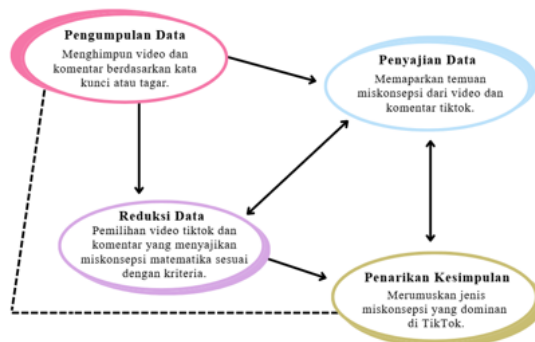 Pengumpulan Data
Menghimpun video dan
komentar berdasarkan kata
kunci atau tagar.
Penyajian Data
Memaparkan temuan
miskonsepsi dari video dan
komentar tiktok.
Reduksi Data
Pemilihan video tiktok dan
komentar yang menyajikan
miskonsepsi matematika sesuai
dengan kriteria.
Penarikan Kesimpulan
Merumuskan jenis
miskonsepsi yang dominan
di TikTok.